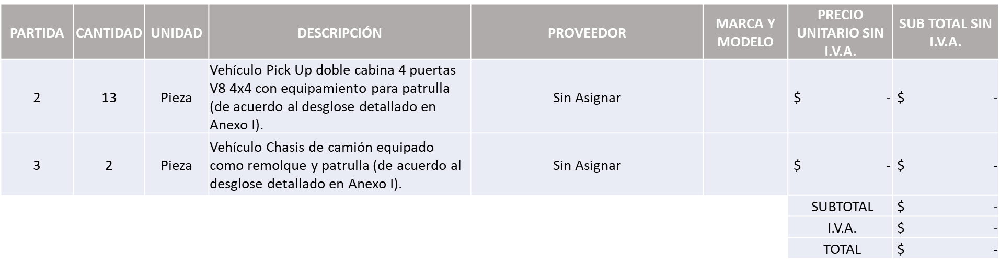 PARTIDA CANTIDAD UNIDAD DESCRIPCIÓN PROVEEDOR MARCA Y MODELO PRECIO UNITARIO SIN I.V.A. SUB TOTAL SIN I.V.A.
2 13 Pieza
Vehículo Pick Up doble cabina 4 puertas
V8 4x4 con equipamiento para patrulla
(de acuerdo al desglose detallado en
Anexo I).
Sin Asignar $ - $ -
3 2 Pieza
Vehículo Chasis de camión equipado
como remolque y patrulla (de acuerdo al
desglose detallado en Anexo I).
Sin Asignar $ - $ -
SUBTOTAL $ -
I.V.A. $ -
TOTAL $ -